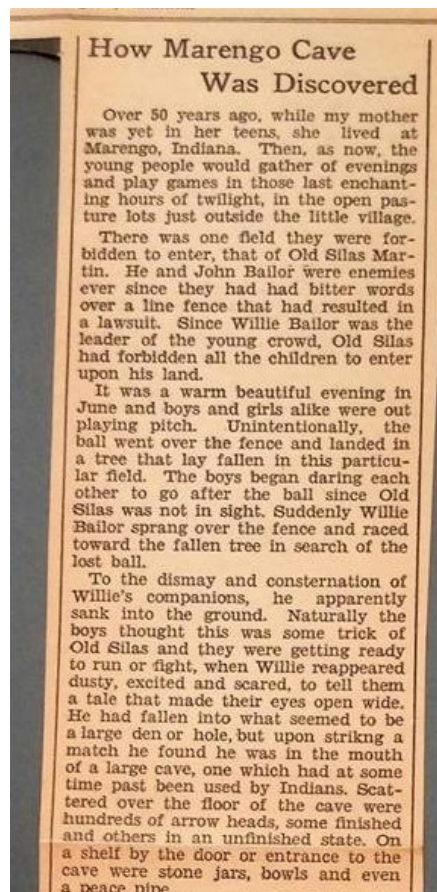 How Marengo Cave
Was Discovered
Over 50 years ago, while my mother
was yet in her teens, she lived at
Marengo, Indiana. Then, as now, the
young people would gather of evenings
and play games in those last enchant-
ing hours of twilight, in the open pas-
ture lots just outside the little village.
There was one field they were for-
bidden to enter, that of Old Silas Mar-
tin. He and John Bailor were enemies
ever since they had had bitter words
over a line fence that had resulted in
a lawsuit. Since Willie Bailor was the
leader of the young crowd, Old Silas
had forbidden all the children to enter
upon his land.
It was a warm beautiful evening in
June and boys and girls alike were out
playing pitch. Unintentionally, the
ball went over the fence and landed in
a tree that lay fallen in this particu-
lar field. The boys began daring each
other to go after the ball since Old
Silas was not in sight. Suddenly Willie
Bailor sprang over the fence and raced
toward the fallen tree in search of the
lost ball.
To the dismay and consternation of
Willie's companions, he apparently
sank into the ground. Naturally the
boys thought this was some trick of
Old Silas and they were getting ready
to run or fight, when Willie reappeared
dusty, excited and scared, to tell them
a tale that made their eyes open wide.
He had fallen into what seemed to be
a large den or hole, but upon strikng a
match he found he was in the mouth
of a large cave, one which had at some
time past been used by Indians. Scat-
tered over the floor of the cave were
hundreds of arrow heads, some finished
and others in an unfinished state. On
a shelf by the door or entrance to the
cave were stone jars, bowls and even
a peace pipe